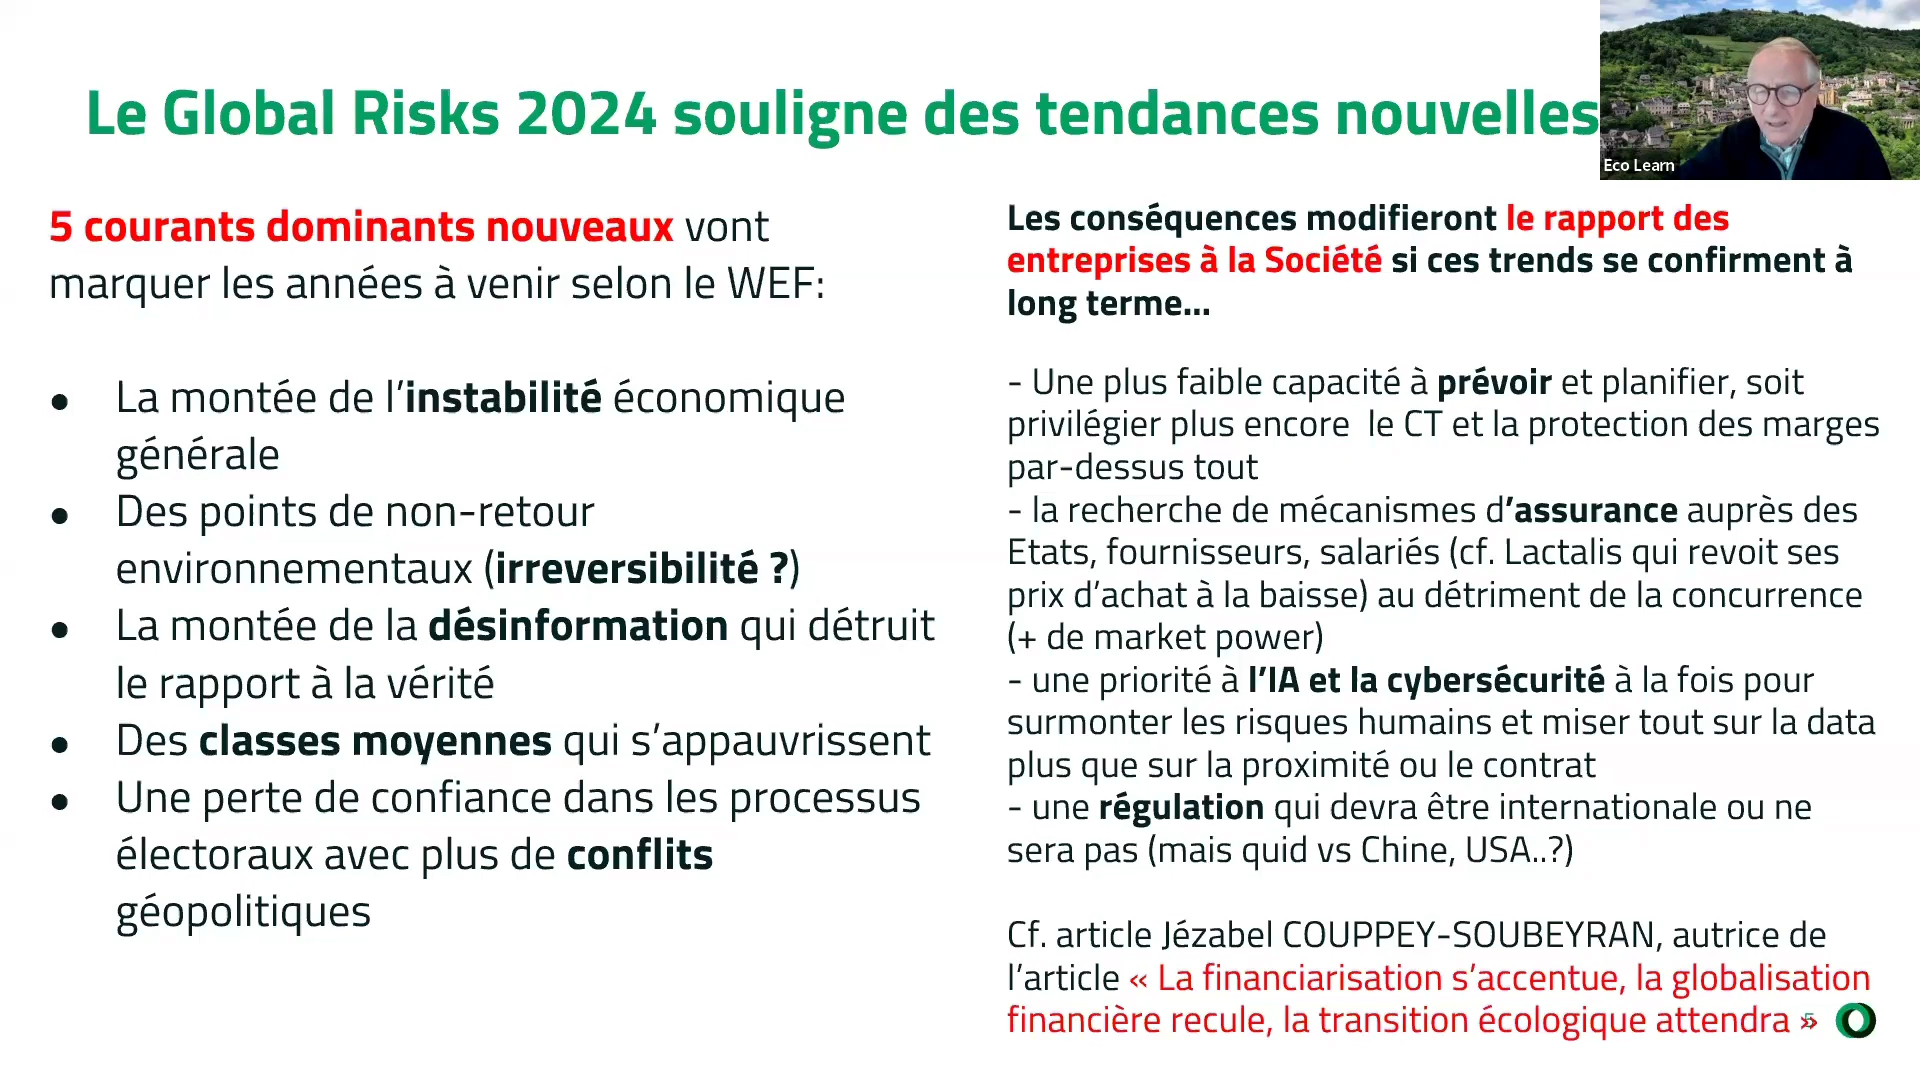 Le Global Risks 2024 souligne des tendances nouvelles
Eco Learn
5 courants dominants nouveaux vont
marquer les années à venir selon le WEF:
● La montée de l’instabilité économique
générale
● Des points de non-retour
environnementaux (irreversibilité ?)
● La montée de la désinformation qui détruit
le rapport à la vérité
● Des classes moyennes qui s’appauvrissent
● Une perte de confiance dans les processus
électoraux avec plus de conflits
géopolitiques
Les conséquences modifieront le rapport des
entreprises à la Société si ces trends se confirment à
long terme...
- Une plus faible capacité à prévoir et planifier, soit
privilégier plus encore  le CT et la protection des marges
par-dessus tout
- la recherche de mécanismes d’assurance auprès des
Etats, fournisseurs, salariés (cf. Lactalis qui revoit ses
prix d’achat à la baisse) au détriment de la concurrence
(+ de market power)
- une priorité à l’IA et la cybersécurité à la fois pour
surmonter les risques humains et miser tout sur la data
plus que sur la proximité ou le contrat
- une régulation qui devra être internationale ou ne
sera pas (mais quid vs Chine, USA..?)
Cf. article Jézabel COUPPEY-SOUBEYRAN, autrice de
l’article « La financiarisation s’accentue, la globalisation
financière recule, la transition écologique attendra »
5